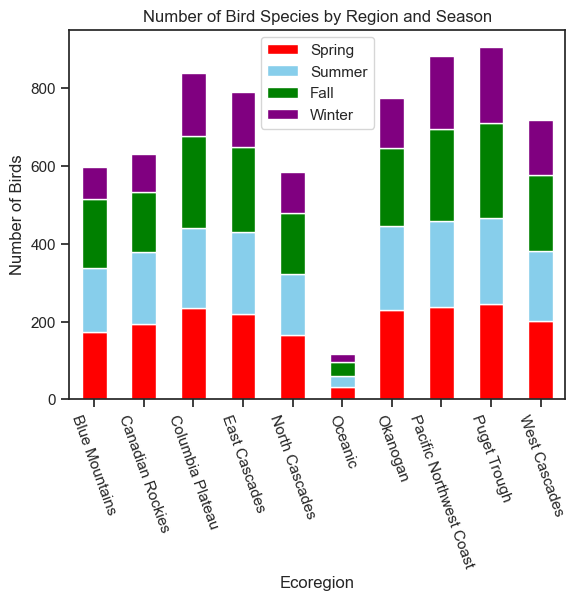 Number of Bird Species by Region and Season
Spring
Summer
Fall
Winter
Number of Birds
800
600
400
200
0
Blue Mountains
Canadian Rockies
Columbia Plateau
East Cascades
North Cascades
Oceanic
Okanogan
Pacific Northwest Coast
Puget Trough
West Cascades
Ecoregion